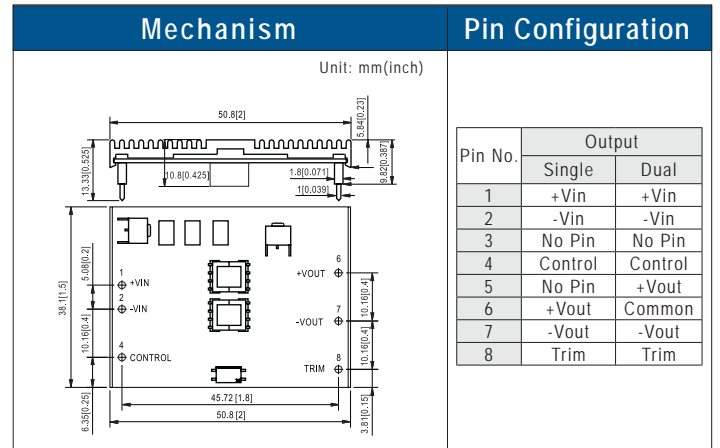 Mechanism
Pin Configuration
Unit: mm(inch)
50.8[2]
5.84[0.23]
13.33[0.525]
10.8[0.425]
1.8[0.071]
1[0.039]
9.82[0.387]
38.1[1.5]
5.08[0.2]
10.16[0.4]
6.35[0.25]
1
+VIN
2
-VIN
4
CONTROL
6
+VOUT
7
-VOUT
8
TRIM
10.16[0.4]
10.16[0.4]
3.81[0.15]
45.72 [1.8]
50.8 [2]
Pin No. Output
Single Dual
1 +Vin +Vin
2 -Vin -Vin
3 No Pin No Pin
4 Control Control
5 No Pin +Vout
6 +Vout Common
7 -Vout -Vout
8 Trim Trim